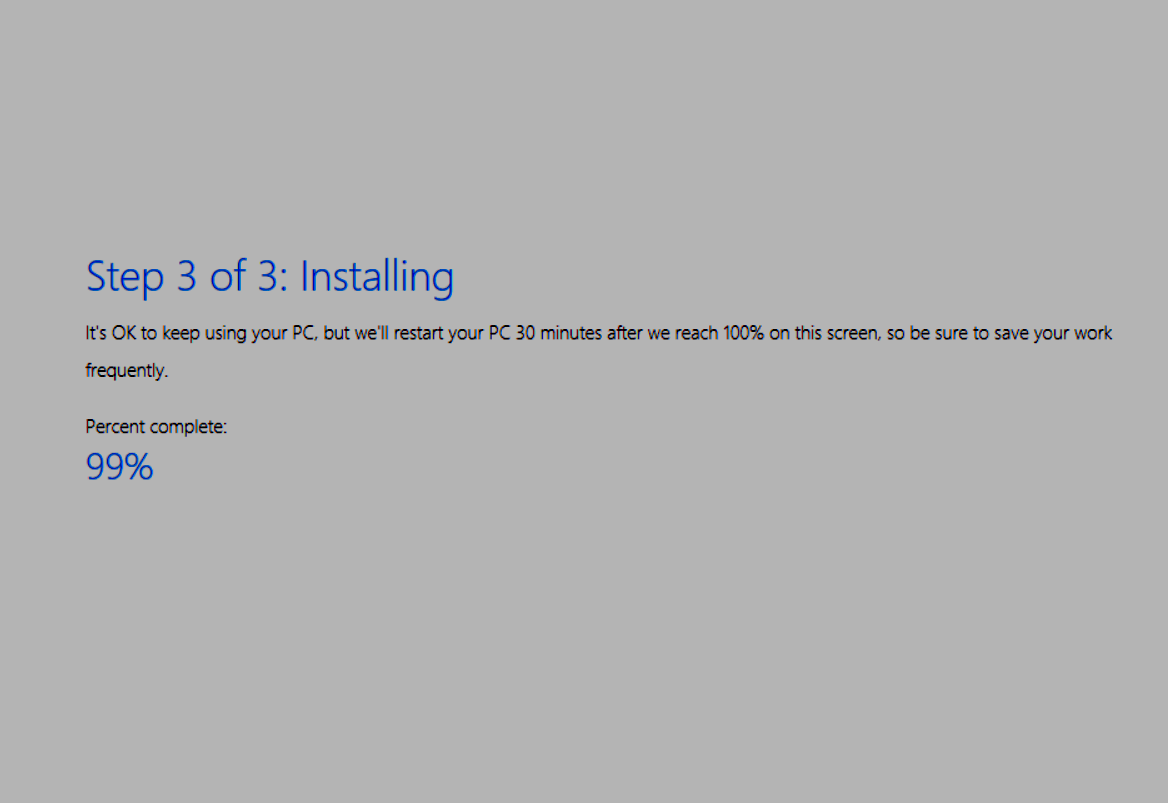 Step 3 of 3: Installing
It's OK to keep using your PC, but we'll restart your PC 30 minutes after we reach 100% on this screen, so be sure to save your work
frequently.
Percent complete:
99%